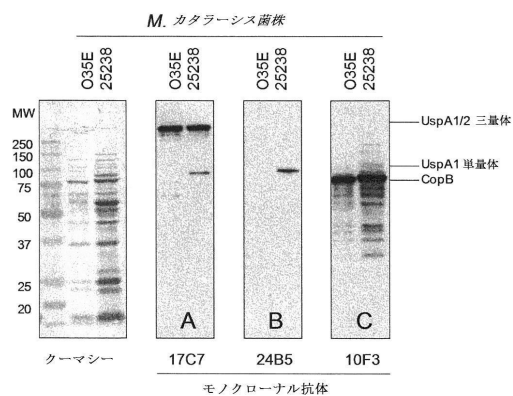 M. カタラーシス菌株
O35E
25238
O35E
25238
O35E
25238
O35E
25238
MW
250
150
100
75
50
37
25
20
UspA1/2 三量体
UspA1 単量体
CopB
A
B
C
クーマシー
17C7
24B5
10F3
モノクローナル抗体